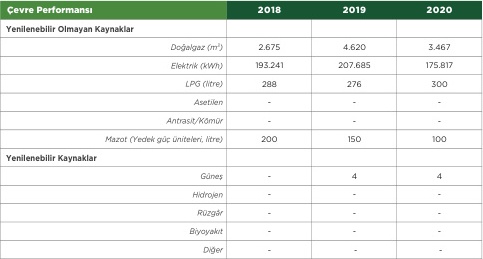 Çevre Performansı 2018 2019 2020
Yenilenebilir Olmayan Kaynaklar
Doğalgaz (m³) 2.675 4.620 3.467
Elektrik (kWh) 193.241 207.685 175.817
LPG (litre) 288 276 300
Asetilen - - -
Antrasit/Kömür - - -
Mazot (Yedek güç üniteleri, litre) 200 150 100
Yenilenebilir Kaynaklar
Güneş - 4 4
Hidrojen - - -
Rüzgâr - - -
Biyoyakıt - - -
Diğer - - -